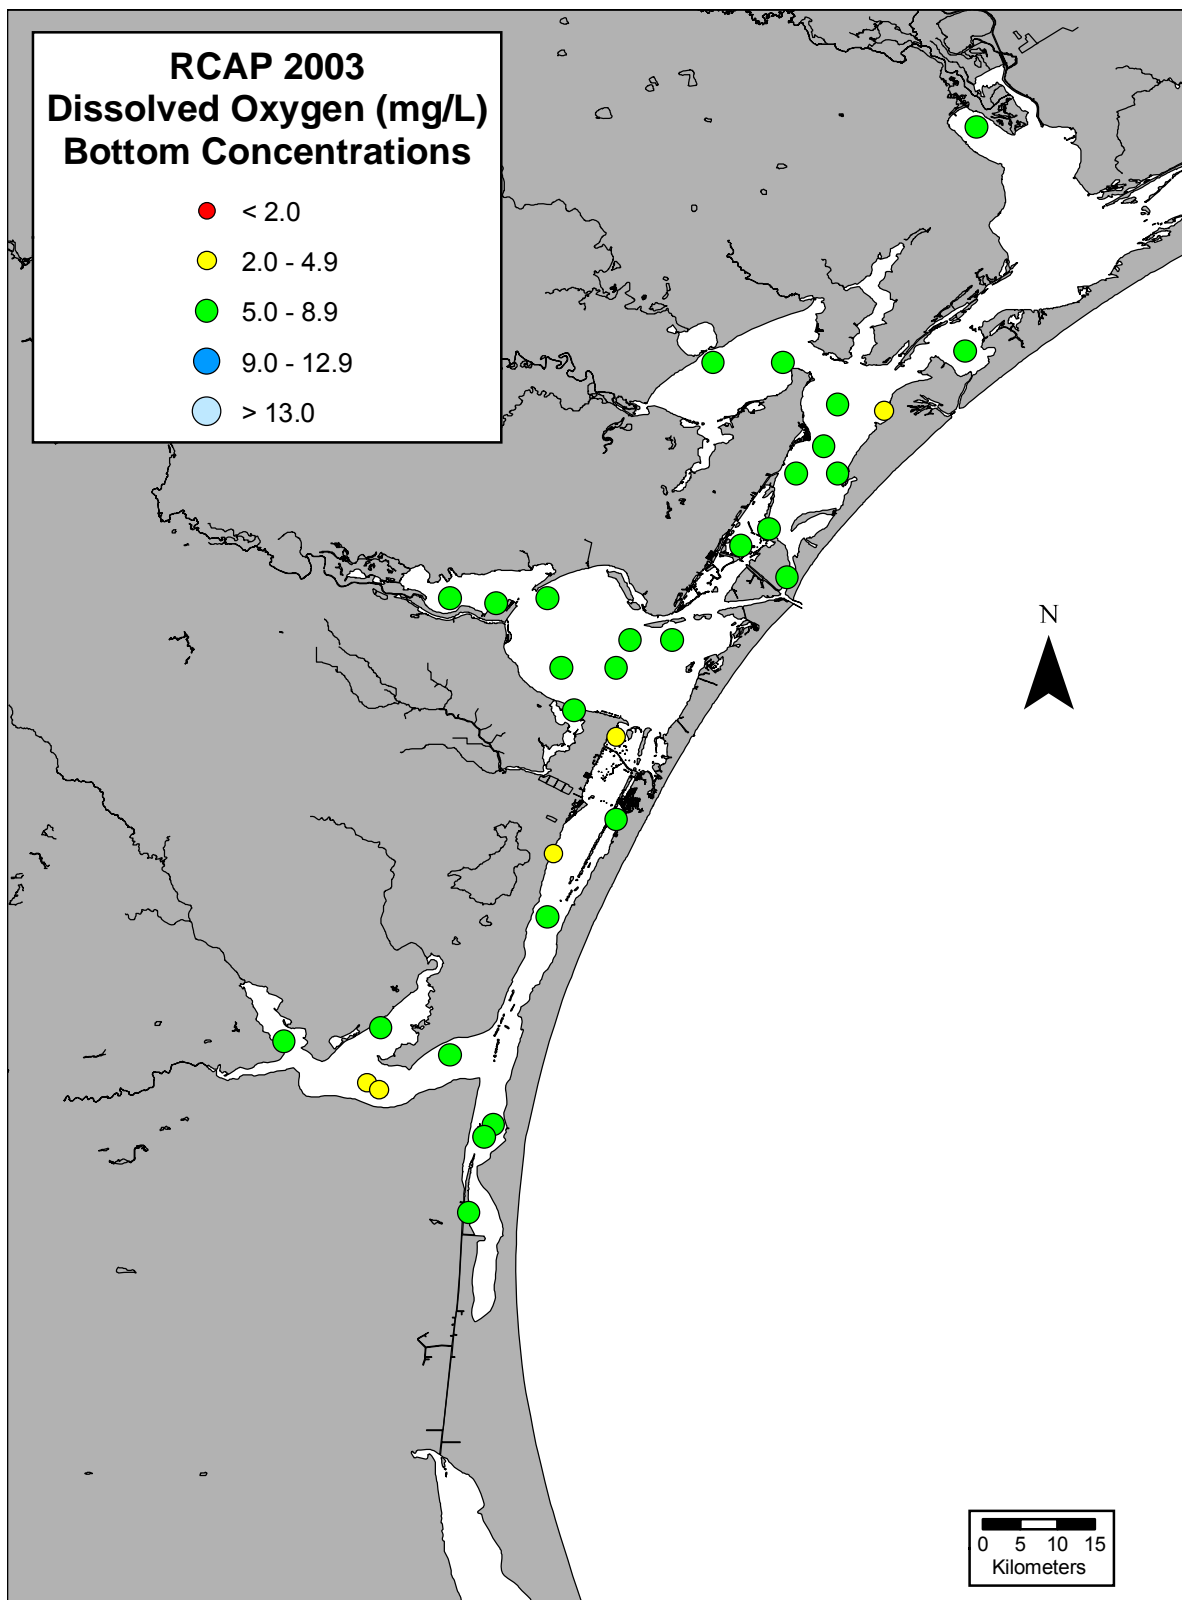 RCAP 2003
Dissolved Oxygen (mg/L)
Bottom Concentrations
< 2.0
2.0 - 4.9
5.0 - 8.9
9.0 - 12.9
> 13.0
N
0 5 10 15
Kilometers